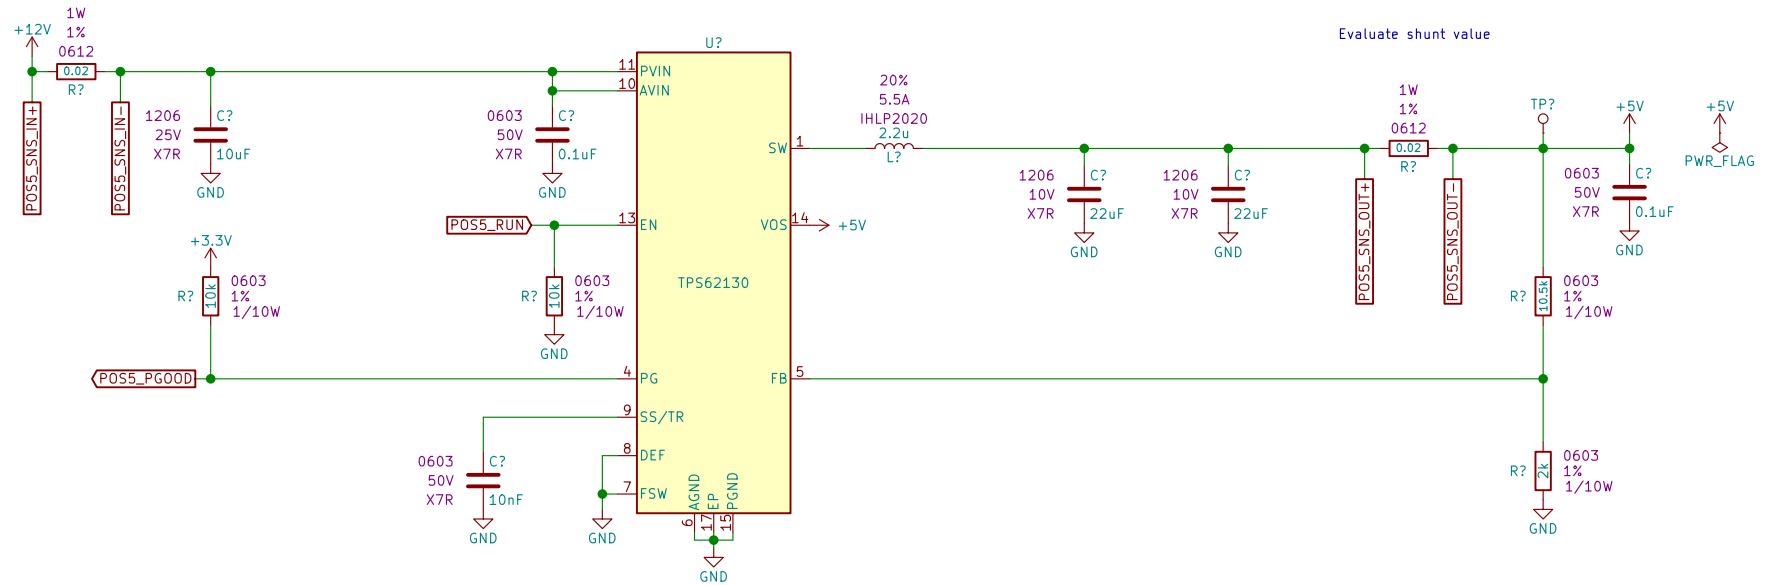 +12V
1W
1%
0612
0.02
R?
POS5_SNS_IN+
POS5_SNS_IN-
1206
25V
X7R
C?
10uF
GND
0603
50V
X7R
C?
0.1uF
GND
U?
11
PVIN
10
AVIN
SW
1
13
EN
VOS
14
+5V
TPS62130
4
PG
FB
5
9
SS/TR
8
DEF
7
FSW
AGND
EP
PGND
6
17
15
GND
POS5_RUN
R?
10k
0603
1%
1/10W
GND
+3.3V
R?
10k
0603
1%
1/10W
POS5_PGOOD
0603
50V
X7R
C?
10nF
GND
GND
20%
5.5A
IHLP2020
2.2u
L?
1206
10V
X7R
C?
22uF
GND
1206
10V
X7R
C?
22uF
GND
Evaluate shunt value
1W
1%
0612
0.02
R?
POS5_SNS_OUT+
POS5_SNS_OUT-
TP?
+5V
+5V
PWR_FLAG
0603
50V
X7R
C?
0.1uF
GND
R?
10.5k
0603
1%
1/10W
R?
2k
0603
1%
1/10W
GND